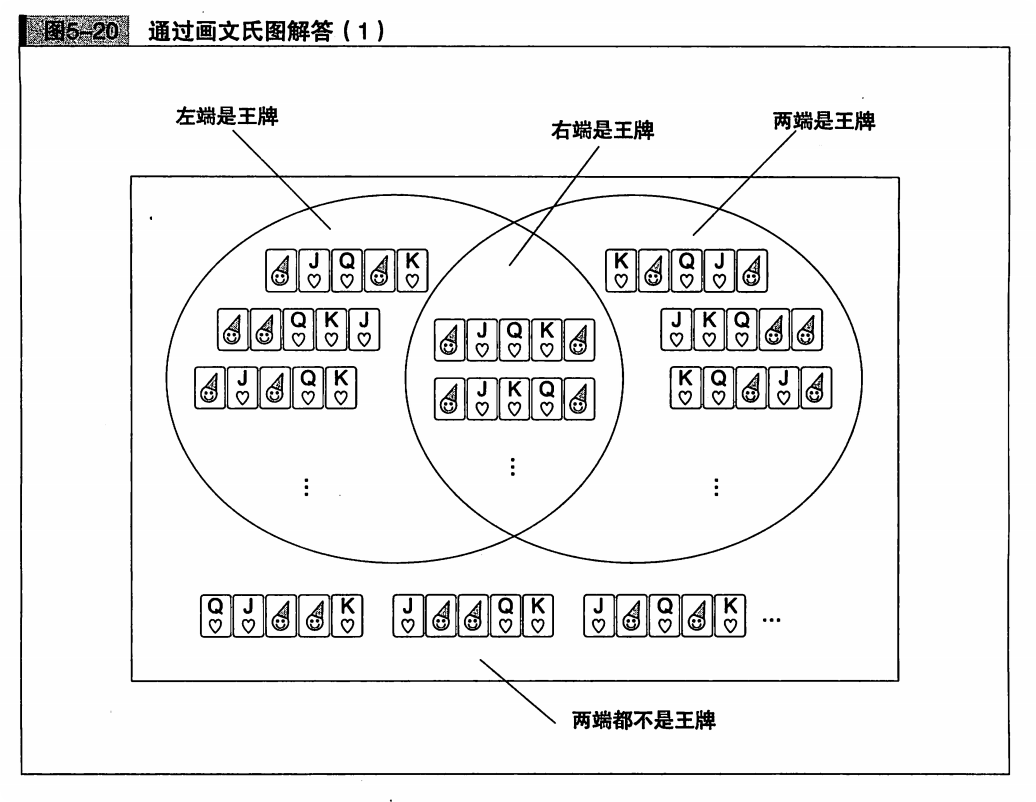 图5-20 通过画文氏图解答(1)
左端是王牌
右端是王牌
两端是王牌
J Q K
K Q J
Q K J
J Q K
J K Q
J Q K
J K Q
K Q J
⋮
⋮
⋮
Q J K
J Q K
J Q K …
两端都不是王牌